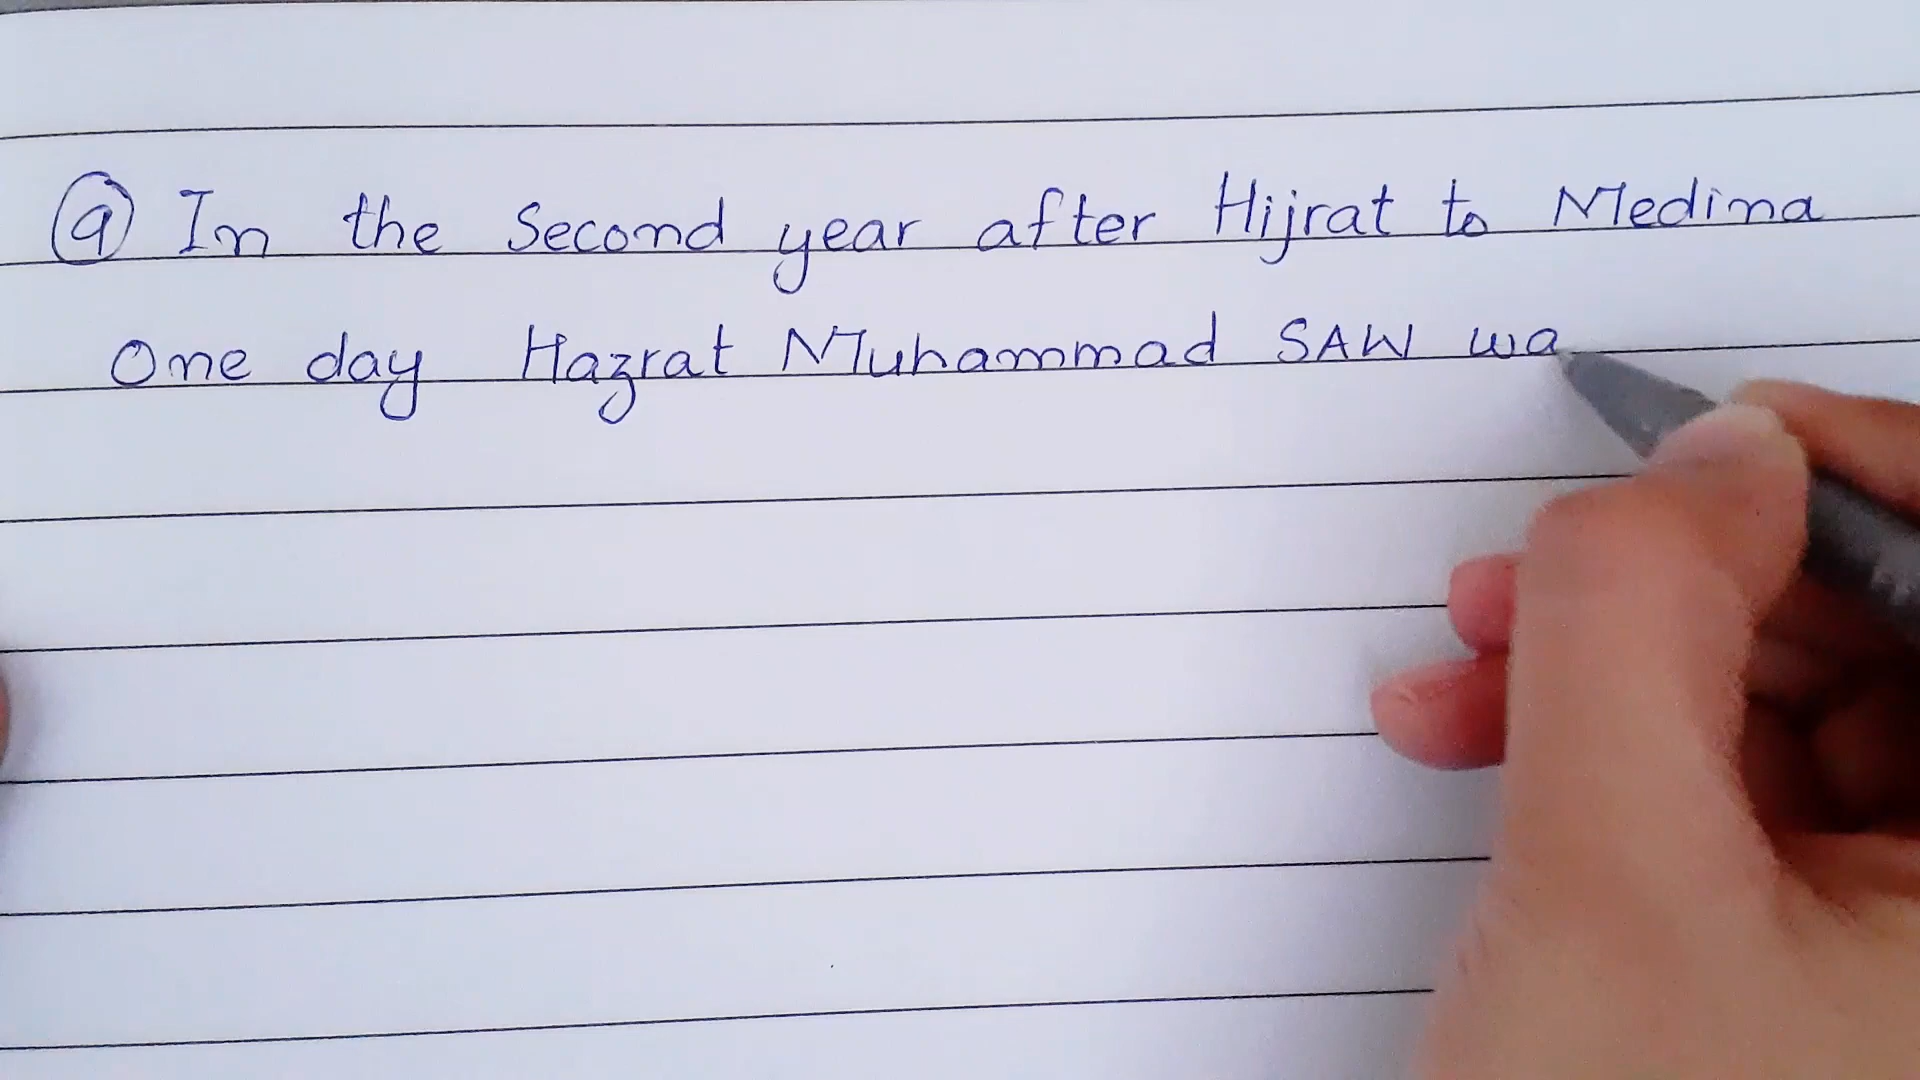 9 In the Second year after Hijrat to Medina
One day Hazrat Muhammad SAW wa